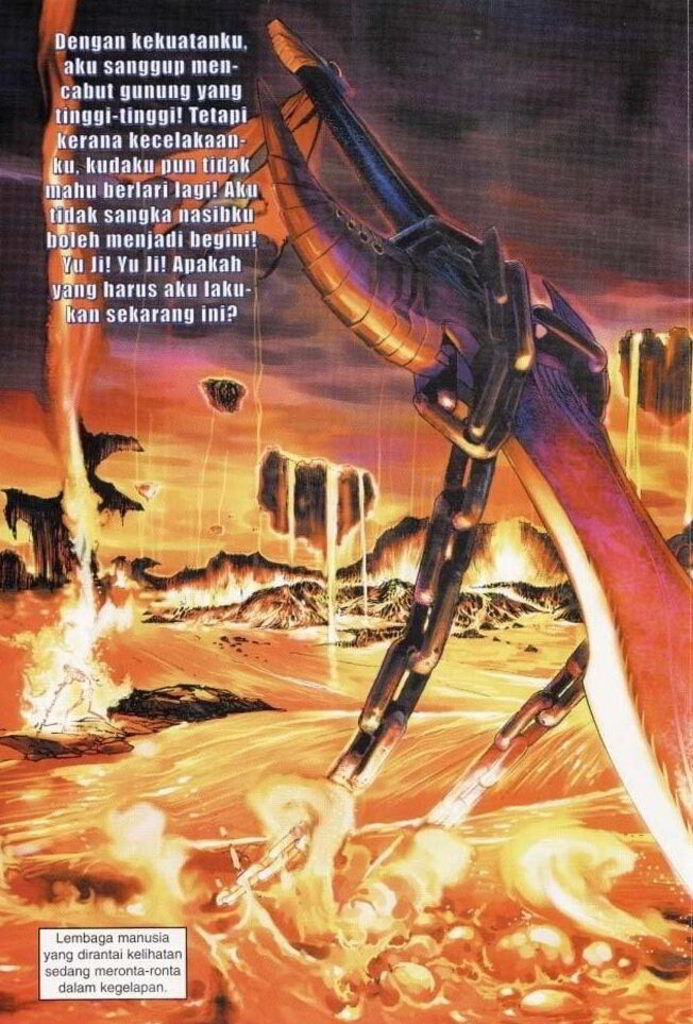 Dengan kekuatanku,
aku sanggup men-
cabut gunung yang
tinggi-tinggi! Tetapi
kerana kecelakaan-
ku, kudaku pun tidak
mahu berlari lagi! Aku
tidak sangka nasibku
boleh menjadi begini!
Yu Ji! Yu Ji! Apakah
yang harus aku laku-
kan sekarang ini?
Lembaga manusia
yang dirantai kelihatan
sedang meronta-ronta
dalam kegelapan.